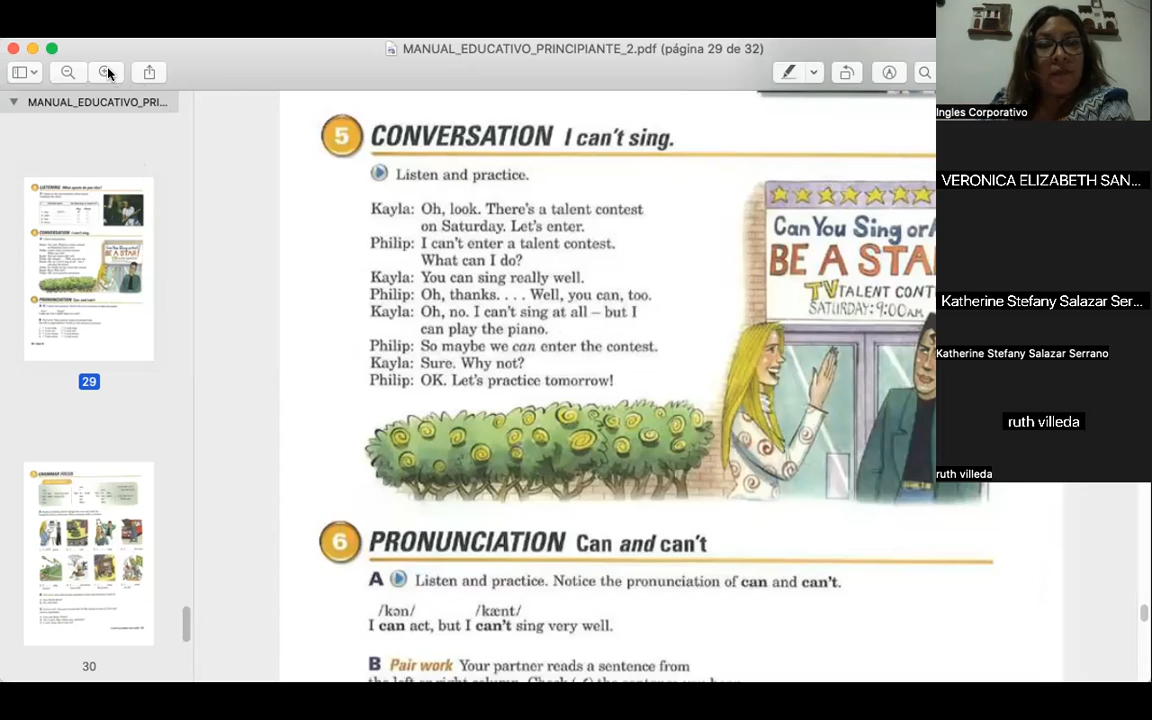 MANUAL_EDUCATIVO_PRINCIPIANTE_2.pdf (página 29 de 32)
MANUAL_EDUCATIVO_PRI...
29
30
5 CONVERSATION I can't sing.
Listen and practice.
Kayla: Oh, look. There's a talent contest
on Saturday. Let's enter.
Philip: I can't enter a talent contest.
What can I do?
Kayla: You can sing really well.
Philip: Oh, thanks. . . . Well, you can, too.
Kayla: Oh, no. I can't sing at all – but I
can play the piano.
Philip: So maybe we can enter the contest.
Kayla: Sure. Why not?
Philip: OK. Let's practice tomorrow!
Can You Sing or
BE A STA
TV TALENT CONT
SATURDAY: 9:00 AM
6 PRONUNCIATION Can and can't
A Listen and practice. Notice the pronunciation of can and can't.
/kən/ /kænt/
I can act, but I can't sing very well.
B Pair work Your partner reads a sentence from
Ingles Corporativo
VERONICA ELIZABETH SAN...
Katherine Stefany Salazar Ser...
Katherine Stefany Salazar Serrano
ruth villeda
ruth villeda